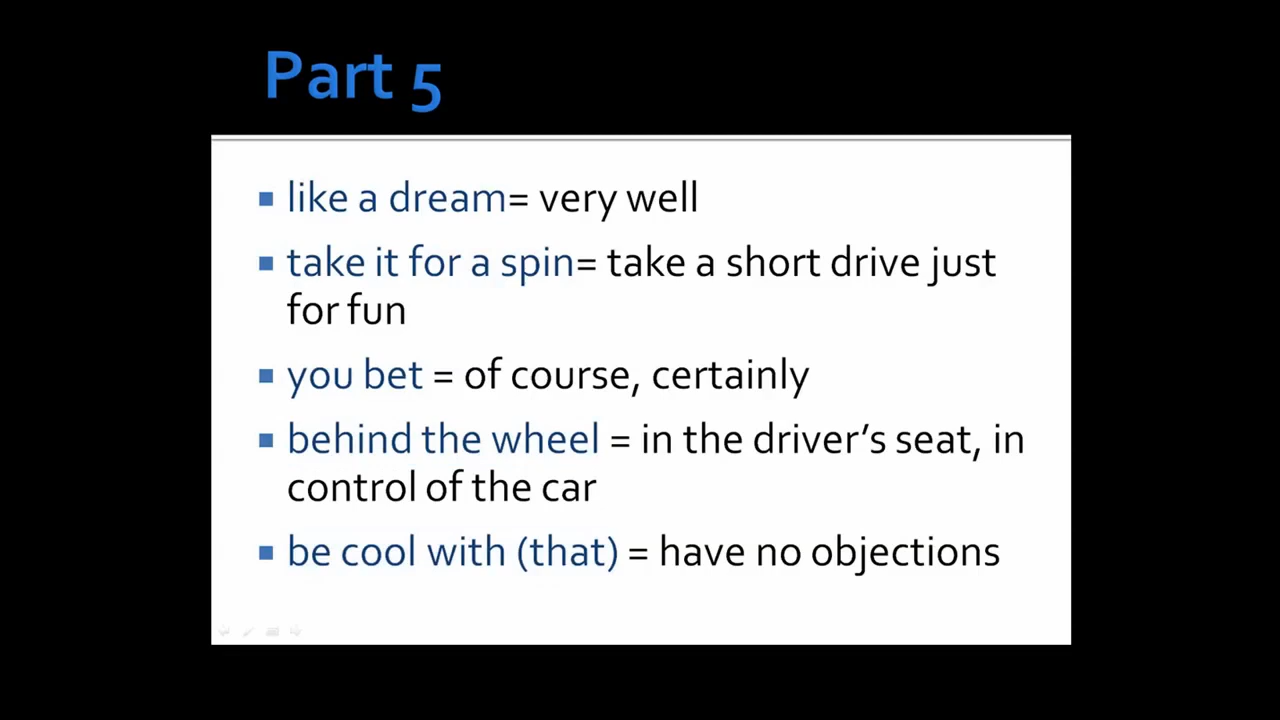 Part 5
like a dream= very well
take it for a spin= take a short drive just
for fun
you bet = of course, certainly
behind the wheel = in the driver’s seat, in
control of the car
be cool with (that) = have no objections